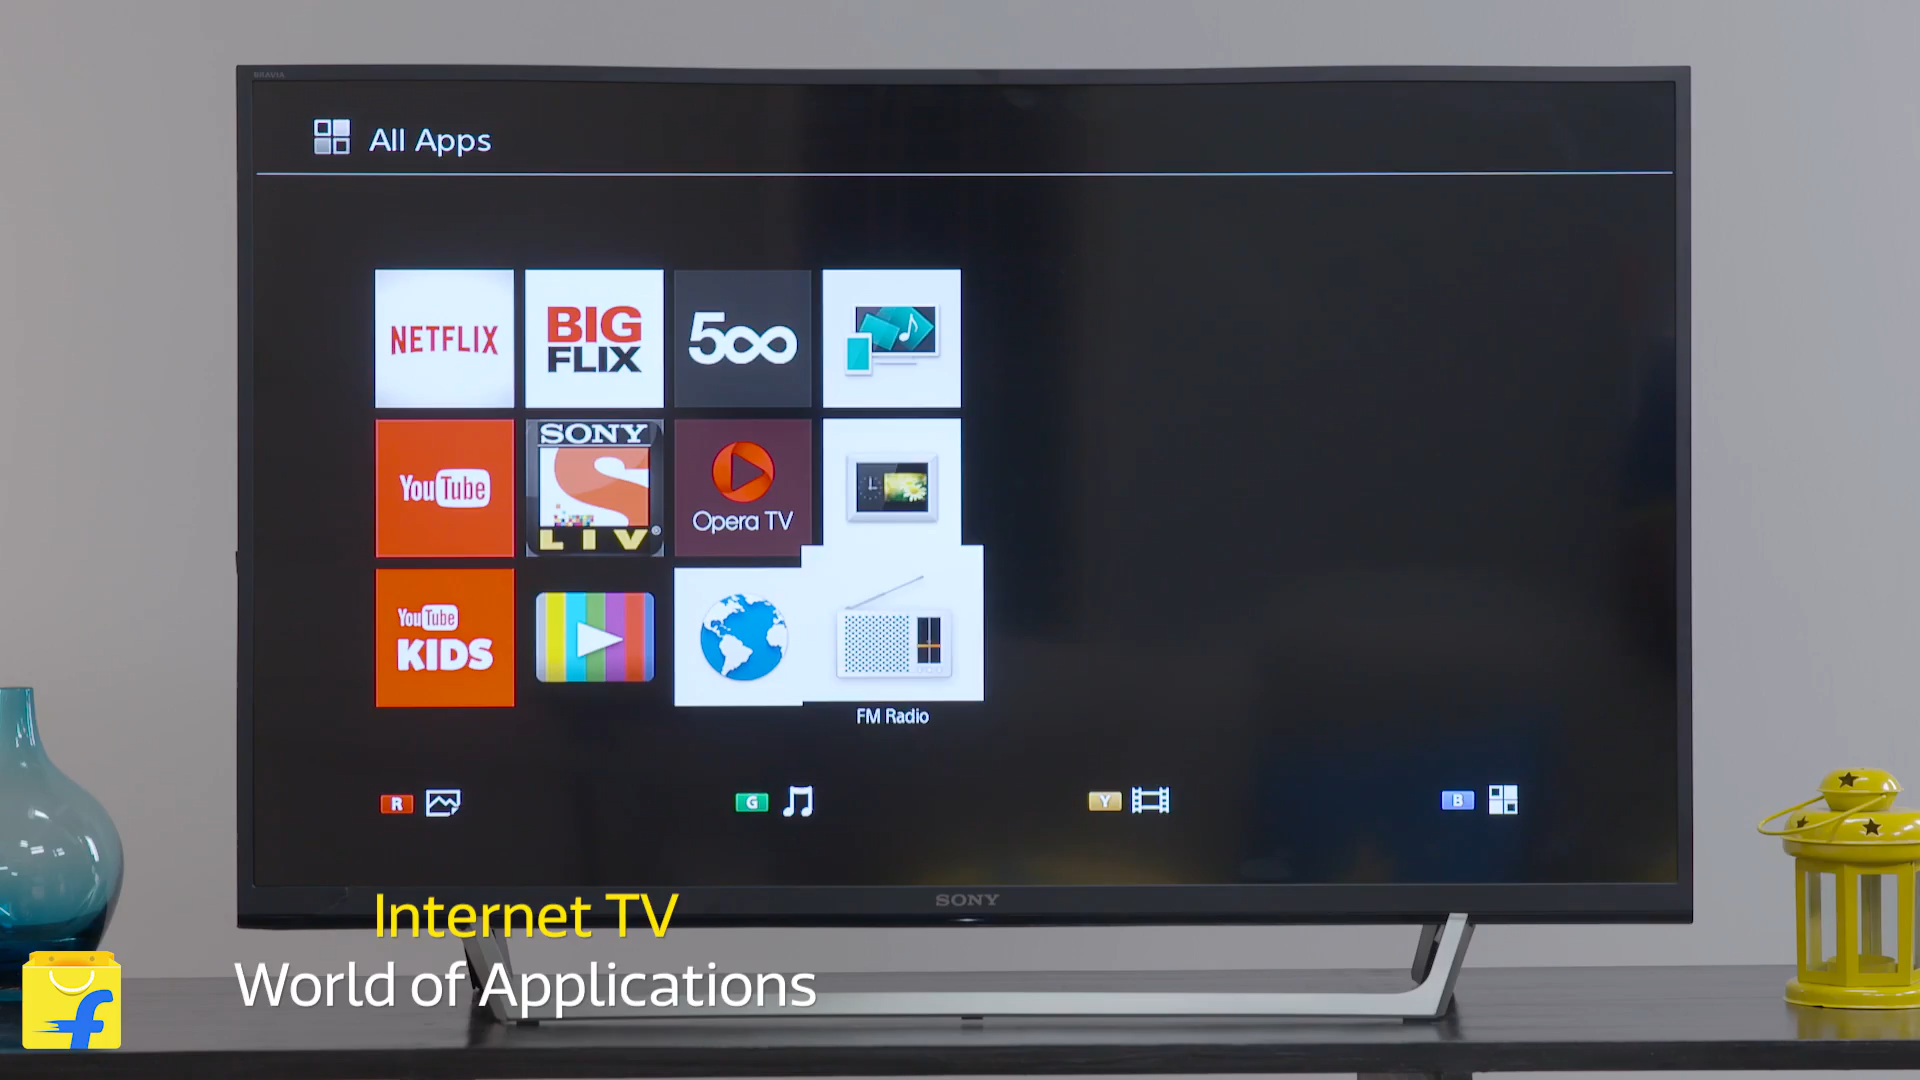 BRAVIA
All Apps
NETFLIX
BIG
FLIX
500
YouTube
SONY
LIV
Opera TV
YouTube
KIDS
FM Radio
R
G
Y
B
SONY
Internet TV
World of Applications
f